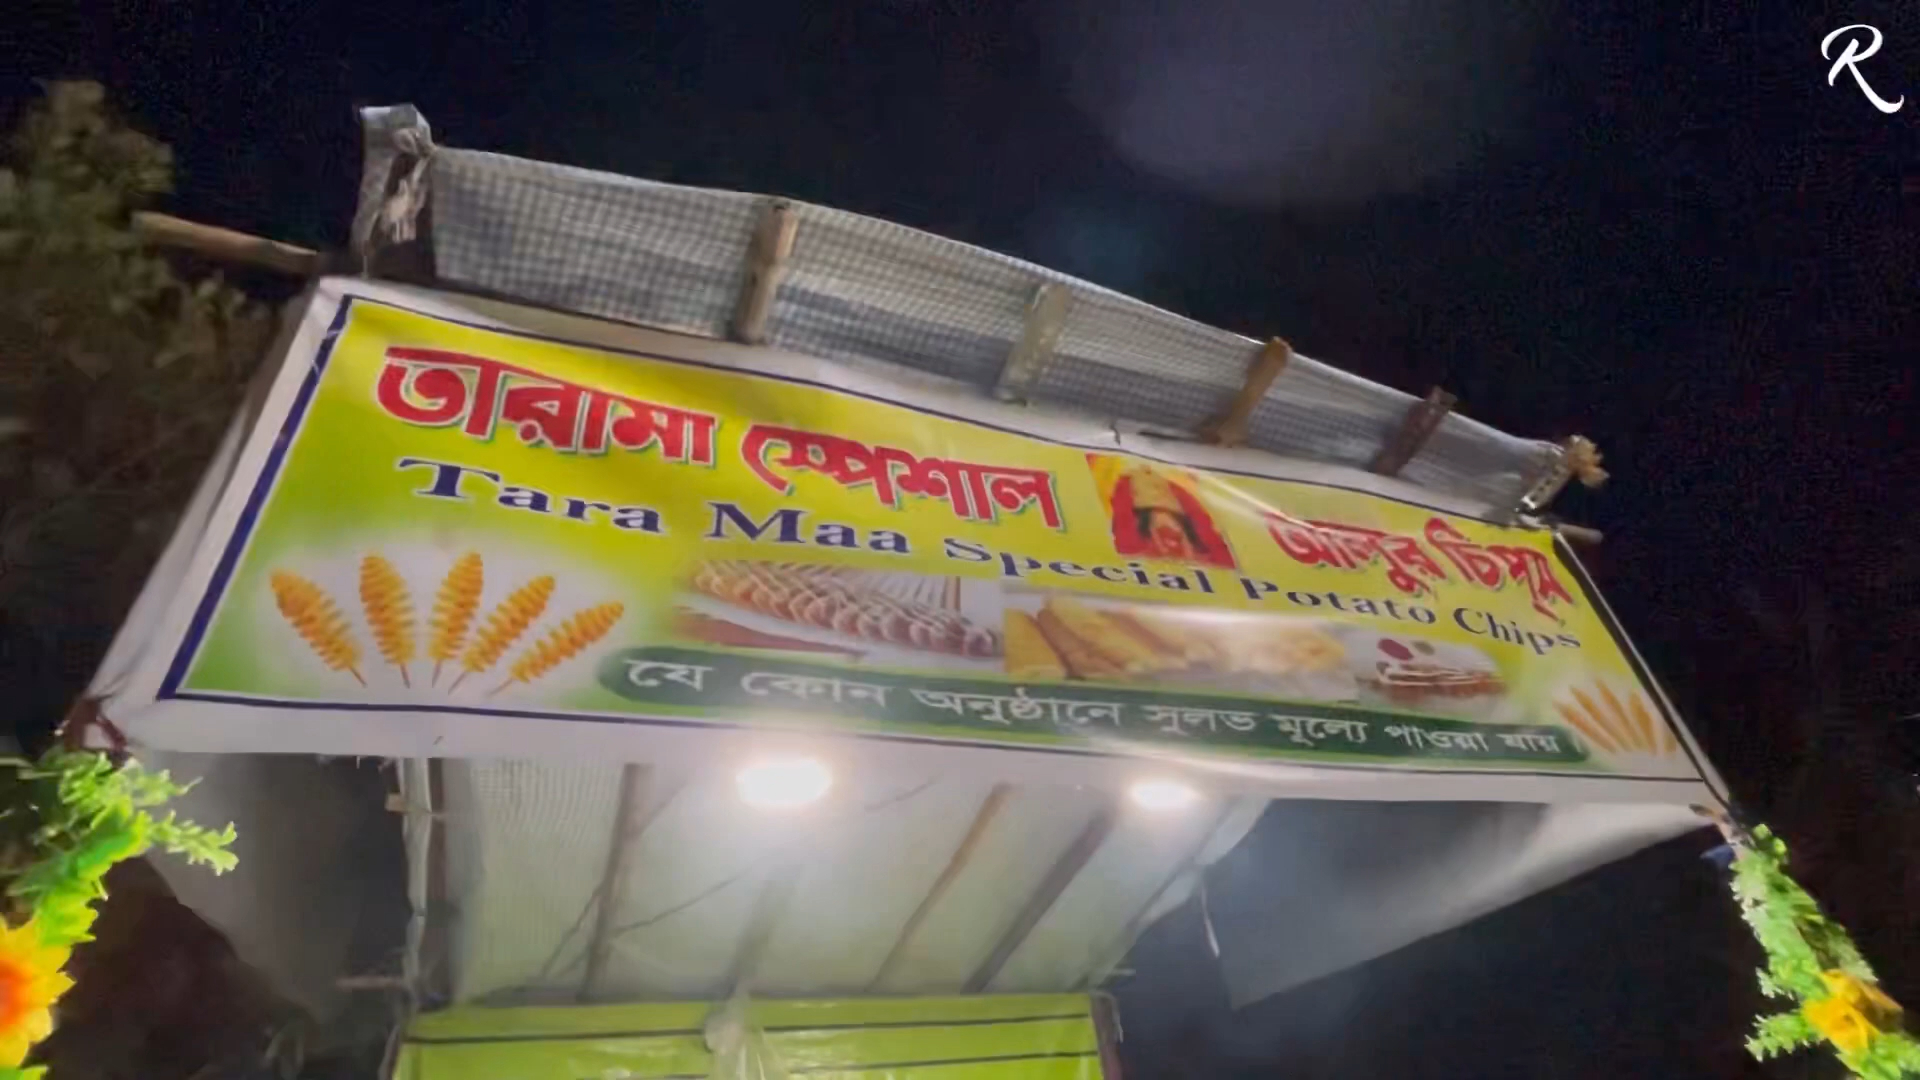 R
তারামা স্পেশাল আলুর চিপ্স
Tara Maa Special Potato Chips
যে কোন অনুষ্ঠানে সুলভ মূল্যে পাওয়া যায়